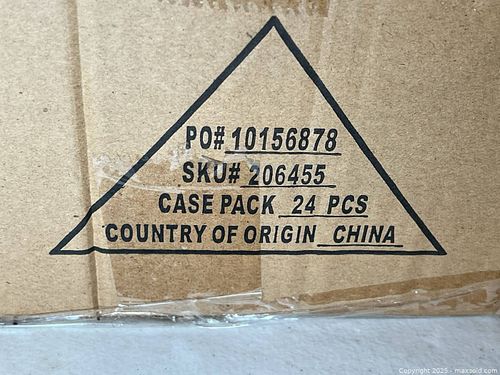 PO# 10156878
SKU# 206455
CASE PACK 24 PCS
COUNTRY OF ORIGIN CHINA
Copyright 2025 - maxsold.com